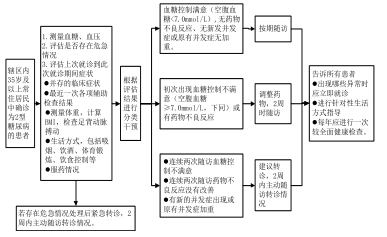 辖区内
35岁及
以上常
住居民
中确诊
为2型
糖尿病
的患者
1.测量血糖、血压
2.评估是否存在危急
情况
3.评估上次就诊到此
次就诊期间症状
●并存的临床症状
●最近一次各项辅助
检查结果
●测量体重，计算
BMI，检查足背动脉
搏动
●生活方式，包括吸
烟、饮酒、体育锻
炼、饮食控制等
●服药情况
若存在危急情况处理后紧急转诊，2
周内主动随访转诊情况。
根据
评估
结果
进行
分类
干预
血糖控制满意（空腹血
糖<7.0mmol/L），无药物
不良反应、无新发并发
症或原有并发症无加
重。
按期随访
初次出现血糖控制不满
意（空腹血糖
≥7.0mmol/L，下同）或
有药物不良反应
调整药
物，2周
时随访
●连续两次随访血糖控
制不满意
●连续两次随访药物不
良反应没有改善
●有新的并发症出现或
原有并发症加重
建议转
诊，2周
内主动随
访转诊情
况
告诉所有患者
●出现哪些异常时
应立即就诊
●进行针对性生活
方式指导
●每年应进行一次
较全面健康检查。